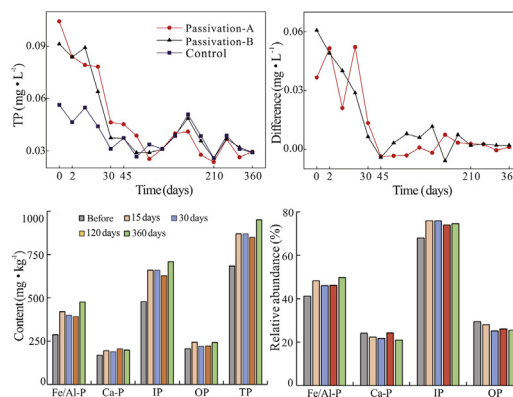 0.09
0.06
0.03
TP (mg • L⁻¹)
Passivation-A
Passivation-B
Control
0 2 30 45 210 360
Time (days)
0.06
0.03
0.00
Difference(mg • L⁻¹)
0 2 30 45 210 360
Time (days)
1000
750
500
250
0
Content(mg • kg⁻¹)
Before 15 days 30 days
120 days 360 days
Fe/Al-P Ca-P IP OP TP
80
60
40
20
0
Relative abundance (%)
Fe/Al-P Ca-P IP OP